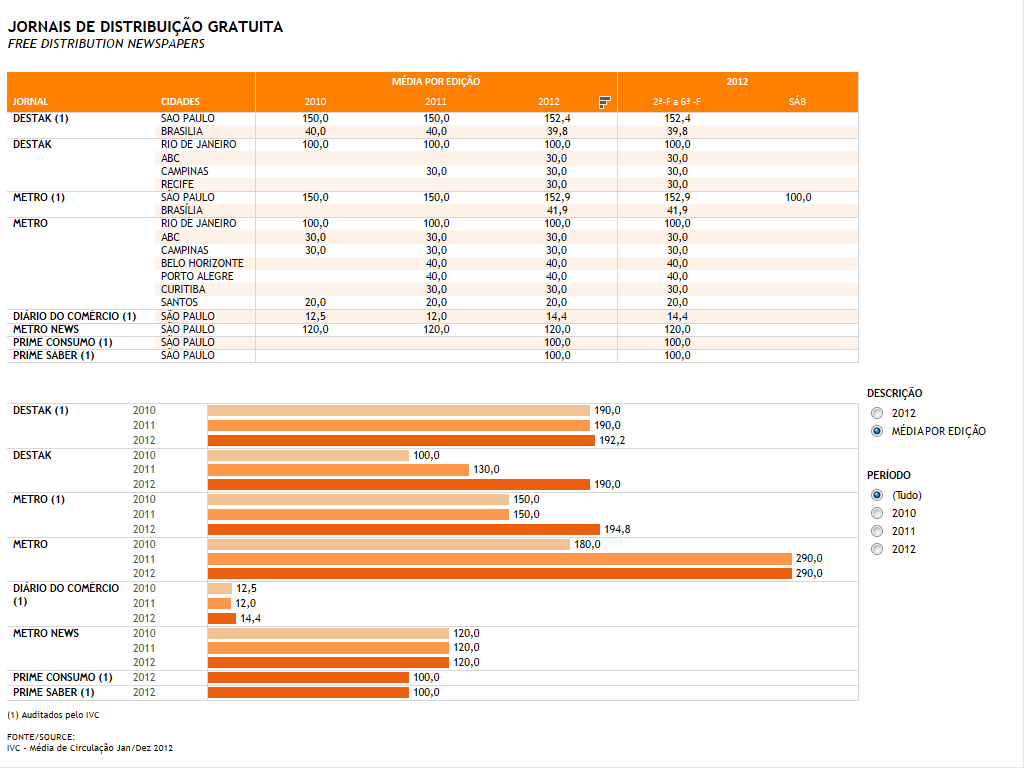 JORNAIS DE DISTRIBUIÇÃO GRATUITA
FREE DISTRIBUTION NEWSPAPERS
MÉDIA POR EDIÇÃO 2012
JORNAL CIDADES 2010 2011 2012 2ª-F a 6ª -F SÁB
DESTAK (1) SÃO PAULO 150,0 150,0 152,4 152,4
BRASILIA 40,0 40,0 39,8 39,8
DESTAK RIO DE JANEIRO 100,0 100,0 100,0 100,0
ABC 30,0 30,0
CAMPINAS 30,0 30,0 30,0
RECIFE 30,0 30,0
METRO (1) SÃO PAULO 150,0 150,0 152,9 152,9 100,0
BRASÍLIA 41,9 41,9
METRO RIO DE JANEIRO 100,0 100,0 100,0 100,0
ABC 30,0 30,0 30,0 30,0
CAMPINAS 30,0 30,0 30,0 30,0
BELO HORIZONTE 40,0 40,0 40,0
PORTO ALEGRE 40,0 40,0 40,0
CURITIBA 30,0 30,0 30,0
SANTOS 20,0 20,0 20,0 20,0
DIÁRIO DO COMÉRCIO (1) SÃO PAULO 12,5 12,0 14,4 14,4
METRO NEWS SÃO PAULO 120,0 120,0 120,0 120,0
PRIME CONSUMO (1) SÃO PAULO 100,0 100,0
PRIME SABER (1) SÃO PAULO 100,0 100,0
DESTAK (1) 2010 190,0
2011 190,0
2012 192,2
DESTAK 2010 100,0
2011 130,0
2012 190,0
METRO (1) 2010 150,0
2011 150,0
2012 194,8
METRO 2010 180,0
2011 290,0
2012 290,0
DIÁRIO DO COMÉRCIO 2010 12,5
(1) 2011 12,0
2012 14,4
METRO NEWS 2010 120,0
2011 120,0
2012 120,0
PRIME CONSUMO (1) 2012 100,0
PRIME SABER (1) 2012 100,0
DESCRIÇÃO
2012
MÉDIA POR EDIÇÃO
PERÍODO
(Tudo)
2010
2011
2012
(1) Auditados pelo IVC
FONTE/SOURCE:
IVC - Média de Circulação Jan/Dez 2012